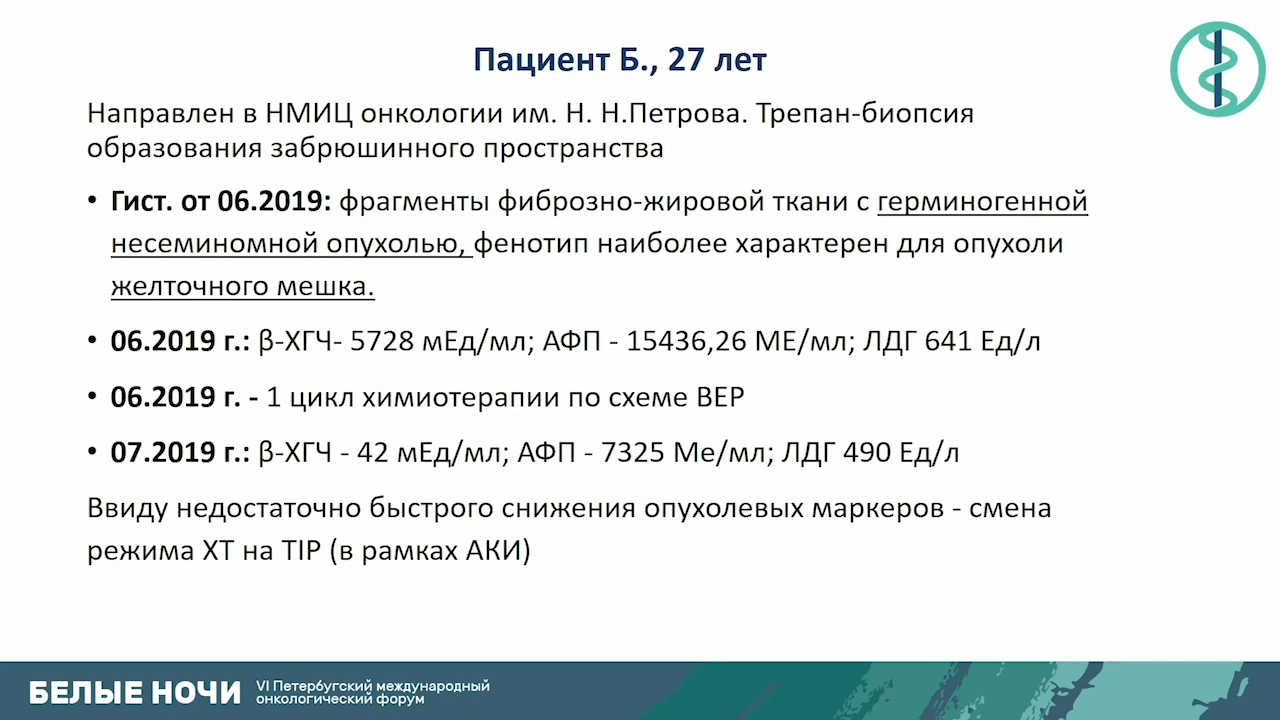 Пациент Б., 27 лет
Направлен в НМИЦ онкологии им. Н. Н.Петрова. Трепан-биопсия
образования забрюшинного пространства
• Гист. от 06.2019: фрагменты фиброзно-жировой ткани с герминогенной
несеминомной опухолью, фенотип наиболее характерен для опухоли
желточного мешка.
• 06.2019 г.: β-ХГЧ- 5728 мЕд/мл; АФП - 15436,26 МЕ/мл; ЛДГ 641 Ед/л
• 06.2019 г. - 1 цикл химиотерапии по схеме BEP
• 07.2019 г.: β-ХГЧ - 42 мЕд/мл; АФП - 7325 Ме/мл; ЛДГ 490 Ед/л
Ввиду недостаточно быстрого снижения опухолевых маркеров - смена
режима ХТ на TIP (в рамках АКИ)
БЕЛЫЕ НОЧИ
VI Петербугский международный
онкологический форум